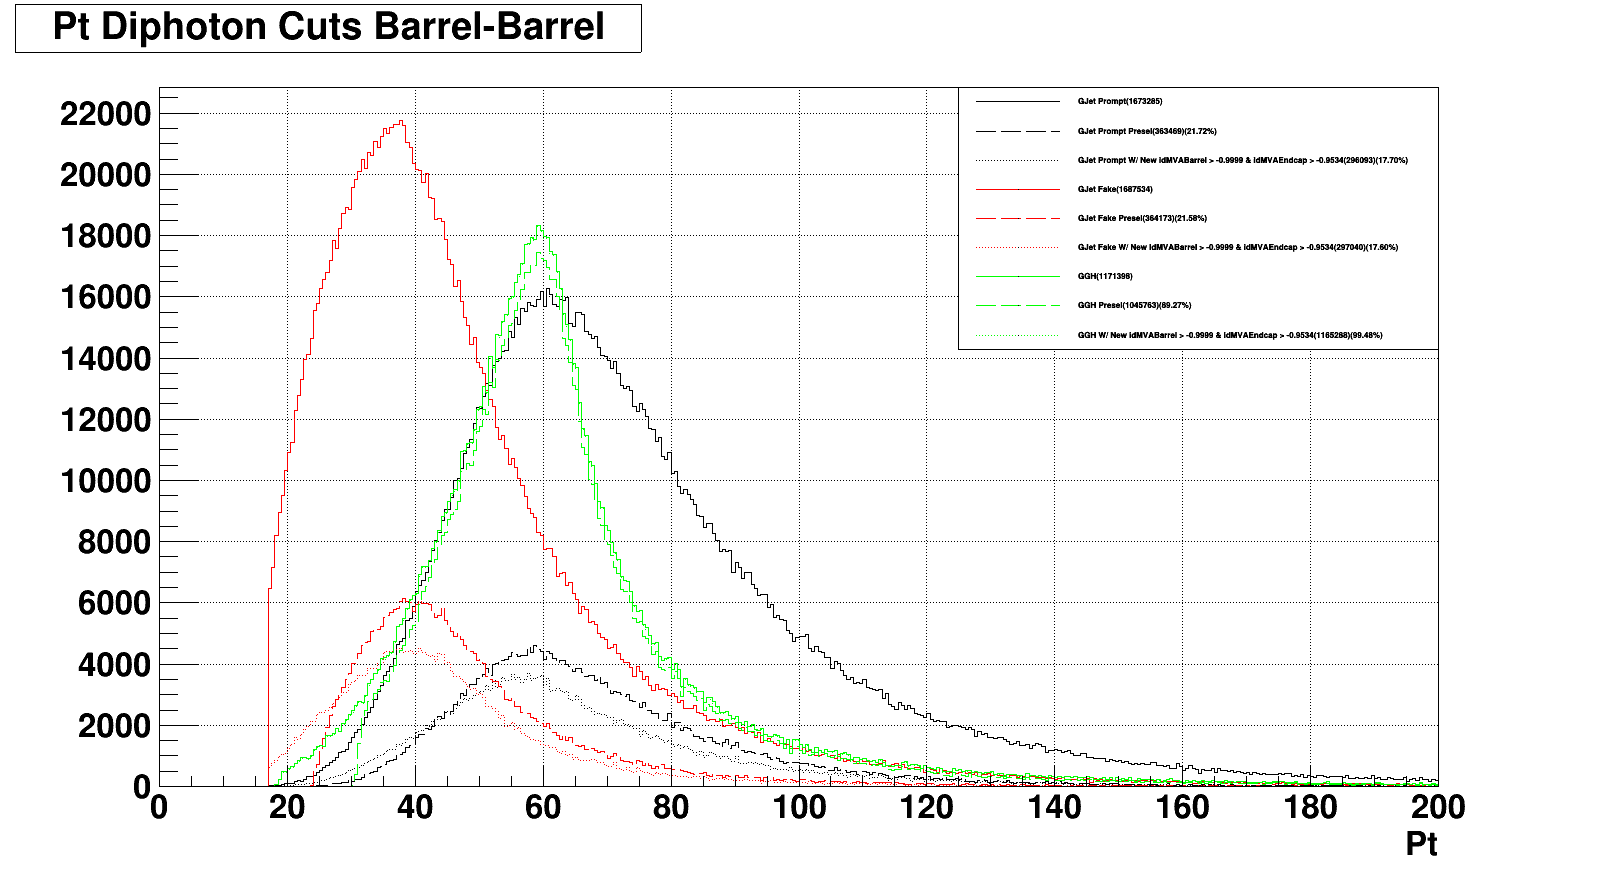 Pt Diphoton Cuts Barrel-Barrel
22000
20000
18000
16000
14000
12000
10000
8000
6000
4000
2000
0
GJet Prompt(1673285)
GJet Prompt Presel(363469)(21.72%)
GJet Prompt W/ New idMVABarrel > -0.9999 & idMVAEndcap > -0.9534(296093)(17.70%)
GJet Fake(1687534)
GJet Fake Presel(364173)(21.58%)
GJet Fake W/ New idMVABarrel > -0.9999 & idMVAEndcap > -0.9534(297040)(17.60%)
GGH(1171398)
GGH Presel(1045763)(89.27%)
GGH W/ New idMVABarrel > -0.9999 & idMVAEndcap > -0.9534(1165288)(99.48%)
0 20 40 60 80 100 120 140 160 180 200
Pt